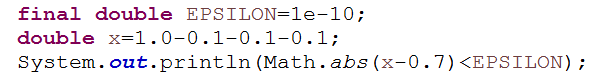 final double EPSILON=1e-10;
double x=1.0-0.1-0.1-0.1;
System.out.println(Math.abs(x-0.7)<EPSILON);